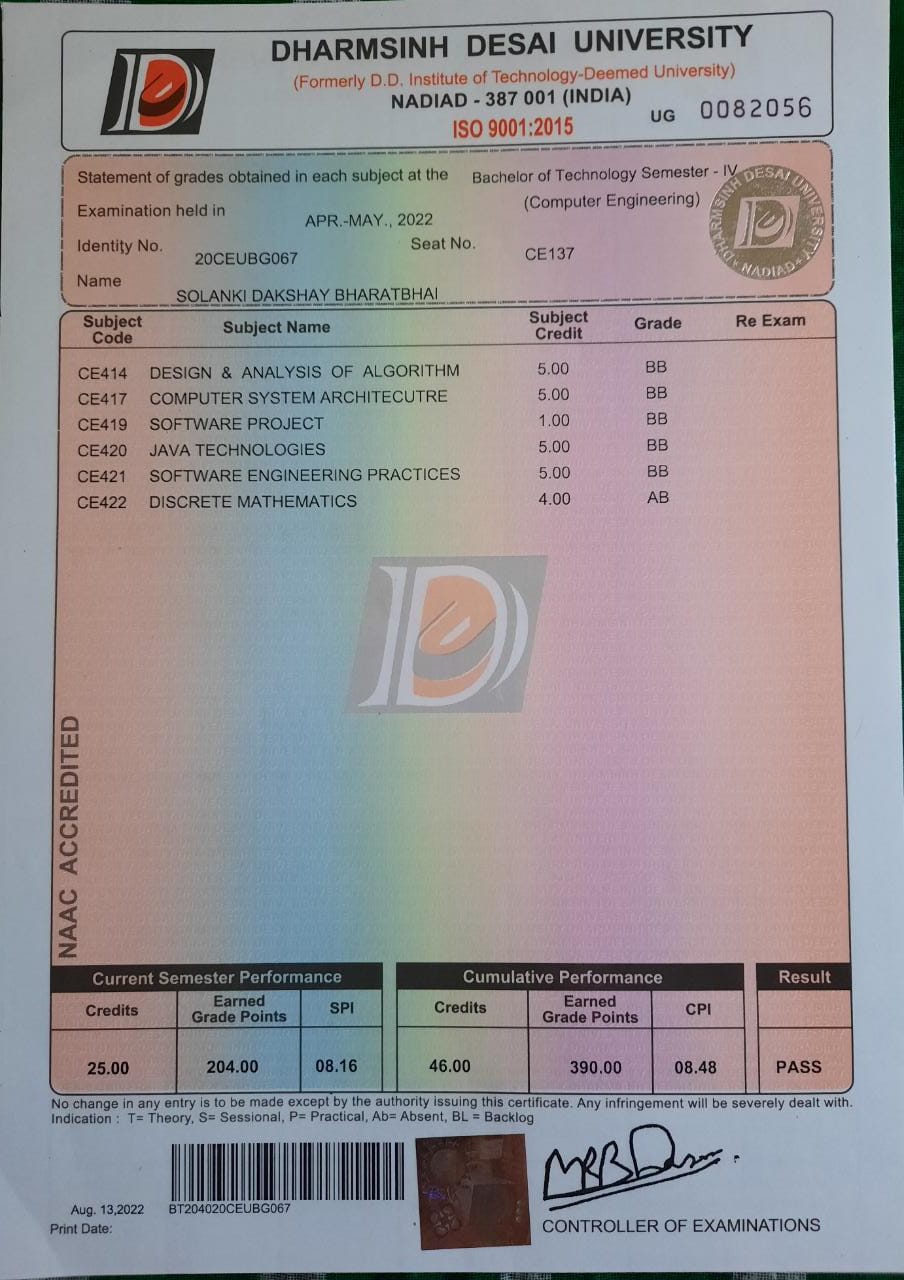 DHARMSINH DESAI UNIVERSITY
(Formerly D.D. Institute of Technology-Deemed University)
NADIAD - 387 001 (INDIA)
UG 0082056
ISO 9001:2015
Statement of grades obtained in each subject at the Bachelor of Technology Semester - IV
(Computer Engineering)
Examination held in APR.-MAY., 2022
Identity No. 20CEUBG067 Seat No. CE137
Name SOLANKI DAKSHAY BHARATBHAI
DHARMSINH DESAI UNIVERSITY
NADIAD
Subject Code Subject Name Subject Credit Grade Re Exam
CE414 DESIGN & ANALYSIS OF ALGORITHM 5.00 BB
CE417 COMPUTER SYSTEM ARCHITECUTRE 5.00 BB
CE419 SOFTWARE PROJECT 1.00 BB
CE420 JAVA TECHNOLOGIES 5.00 BB
CE421 SOFTWARE ENGINEERING PRACTICES 5.00 BB
CE422 DISCRETE MATHEMATICS 4.00 AB
NAAC ACCREDITED
Current Semester Performance Cumulative Performance Result
Credits Earned Grade Points SPI Credits Earned Grade Points CPI
25.00 204.00 08.16 46.00 390.00 08.48 PASS
No change in any entry is to be made except by the authority issuing this certificate. Any infringement will be severely dealt with.
Indication : T= Theory, S= Sessional, P= Practical, Ab= Absent, BL = Backlog
Aug. 13,2022 BT204020CEUBG067
Print Date:
CONTROLLER OF EXAMINATIONS